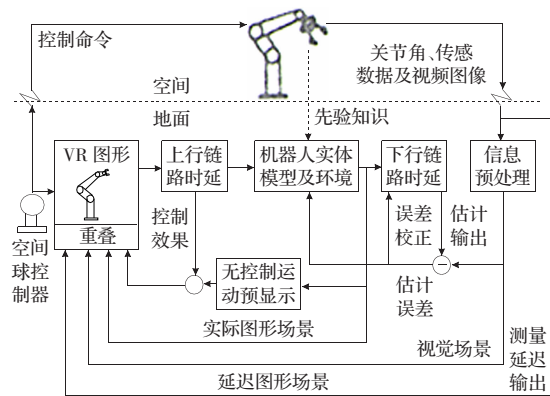 控制命令
关节角、传感
数据及视频图像
空间
地面
先验知识
VR 图形
重叠
上行链
路时延
机器人实体
模型及环境
下行链
路时延
信息
预处理
空间
球控
制器
控制
效果
误差
校正
估计
输出
无控制运
动预显示
估计
误差
实际图形场景
视觉场景
延迟图形场景
测量
延迟
输出